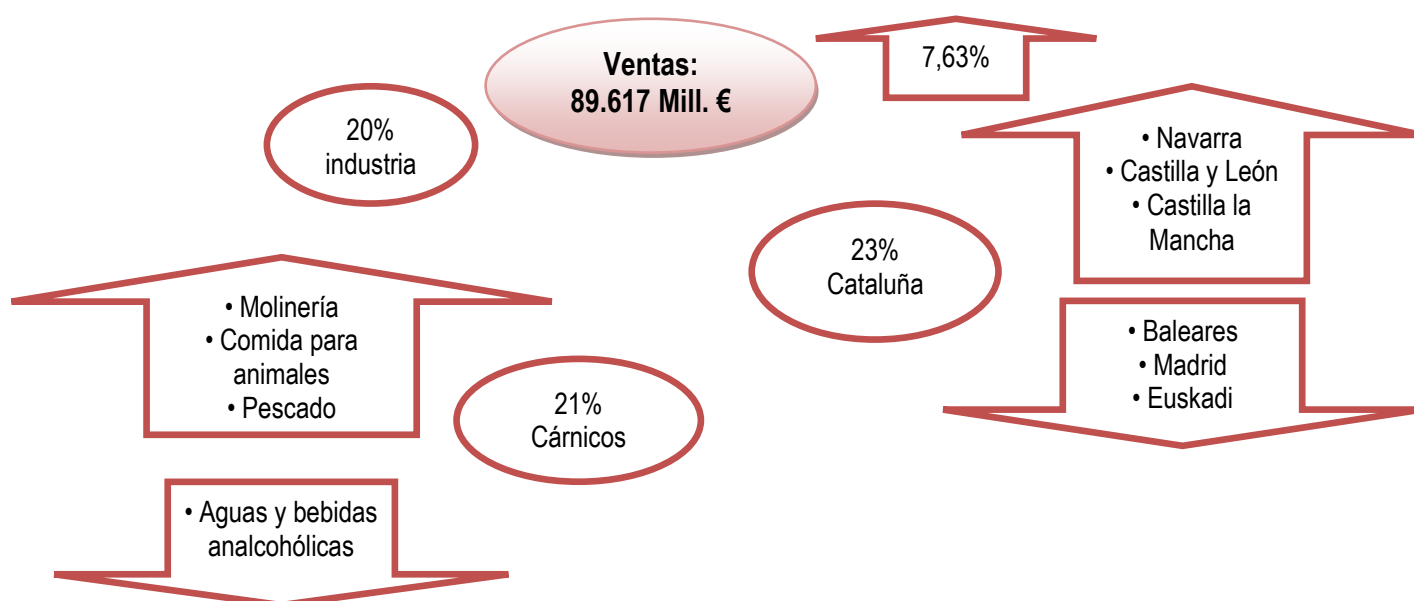 Ventas:
89.617 Mill. €
7,63%
20%
industria
• Navarra
• Castilla y León
• Castilla la
Mancha
23%
Cataluña
• Molinería
• Comida para
animales
• Pescado
• Baleares
• Madrid
• Euskadi
21%
Cárnicos
• Aguas y bebidas
analcohólicas